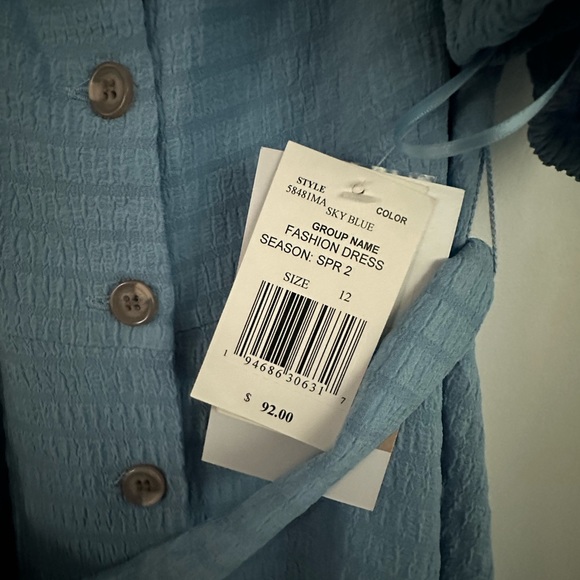 STYLE COLOR
58481MA SKY BLUE
GROUP NAME
FASHION DRESS
SEASON: SPR 2
SIZE 12
1 94686 30631 7
$ 92.00